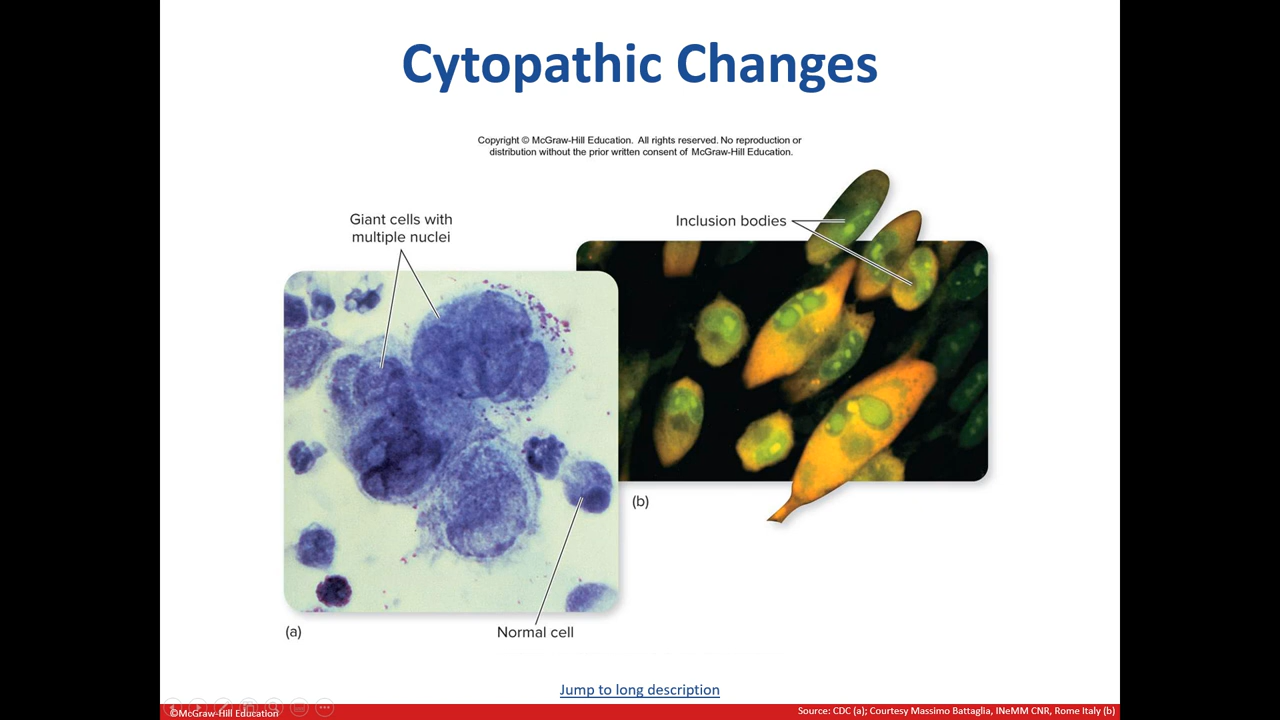 Cytopathic Changes
Copyright © McGraw-Hill Education. All rights reserved. No reproduction or
distribution without the prior written consent of McGraw-Hill Education.
Giant cells with
multiple nuclei
Inclusion bodies
(b)
Normal cell
(a)
Jump to long description
©McGraw-Hill Education
Source: CDC (a); Courtesy Massimo Battaglia, INeMM CNR, Rome Italy (b)